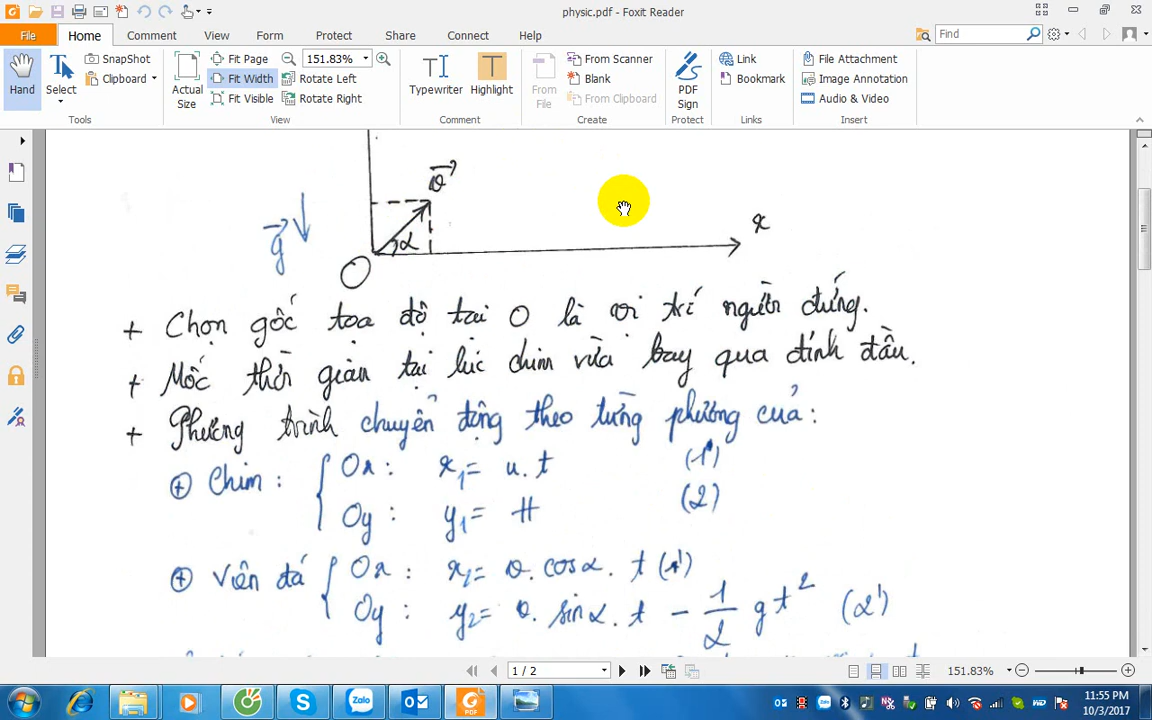 physic.pdf - Foxit Reader
File Home Comment View Form Protect Share Connect Help
Find
Hand
Select
SnapShot
Clipboard
Actual Size
Fit Page
Fit Width
Fit Visible
151.83%
Rotate Left
Rotate Right
Typewriter
Highlight
From File
From Scanner
Blank
From Clipboard
PDF Sign
Link
Bookmark
File Attachment
Image Annotation
Audio & Video
Tools View Comment Create Protect Links Insert
v
g
α
x
O
+ Chọn gốc toạ độ tại O là vị trí người đứng.
+ Mốc thời gian tại lúc chim vừa bay qua đỉnh đầu.
+ Phương trình chuyển động theo từng phương của:
⊕ Chim : { Ox : x₁ = u.t (1)
Oy : y₁ = H (2)
⊕ Viên đá { Ox : x₂ = v. cosα . t (1')
Oy : y₂ = v. sinα. t - 1/2 gt² (2')
1 / 2
151.83%
Zalo
PDF
11:55 PM
10/3/2017